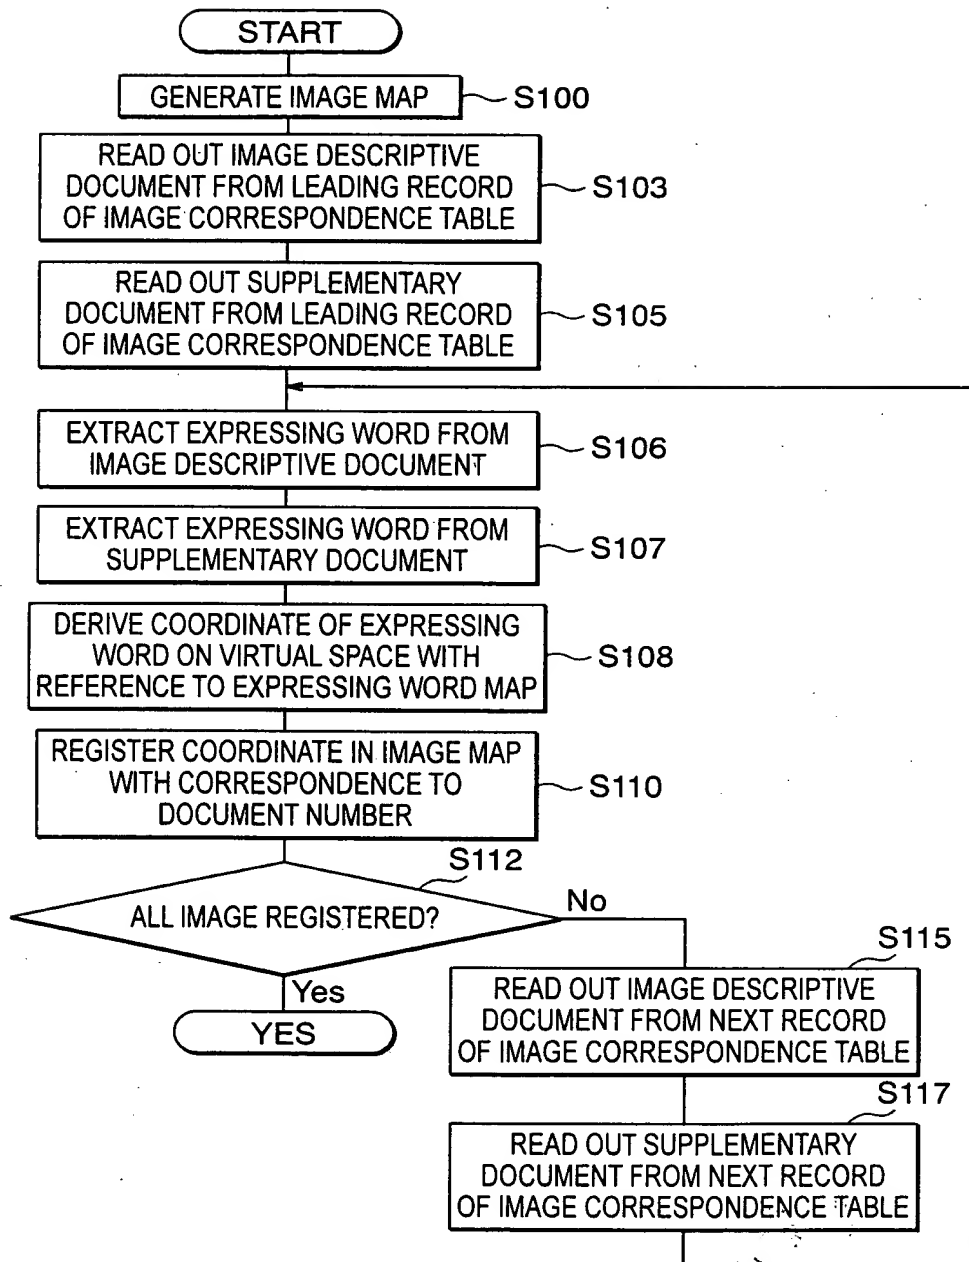 START
GENERATE IMAGE MAP
S100
READ OUT IMAGE DESCRIPTIVE
DOCUMENT FROM LEADING RECORD
OF IMAGE CORRESPONDENCE TABLE
S103
READ OUT SUPPLEMENTARY
DOCUMENT FROM LEADING RECORD
OF IMAGE CORRESPONDENCE TABLE
S105
EXTRACT EXPRESSING WORD FROM
IMAGE DESCRIPTIVE DOCUMENT
S106
EXTRACT EXPRESSING WORD FROM
SUPPLEMENTARY DOCUMENT
S107
DERIVE COORDINATE OF EXPRESSING
WORD ON VIRTUAL SPACE WITH
REFERENCE TO EXPRESSING WORD MAP
S108
REGISTER COORDINATE IN IMAGE MAP
WITH CORRESPONDENCE TO
DOCUMENT NUMBER
S110
S112
ALL IMAGE REGISTERED?
No
Yes
YES
S115
READ OUT IMAGE DESCRIPTIVE
DOCUMENT FROM NEXT RECORD
OF IMAGE CORRESPONDENCE TABLE
S117
READ OUT SUPPLEMENTARY
DOCUMENT FROM NEXT RECORD
OF IMAGE CORRESPONDENCE TABLE